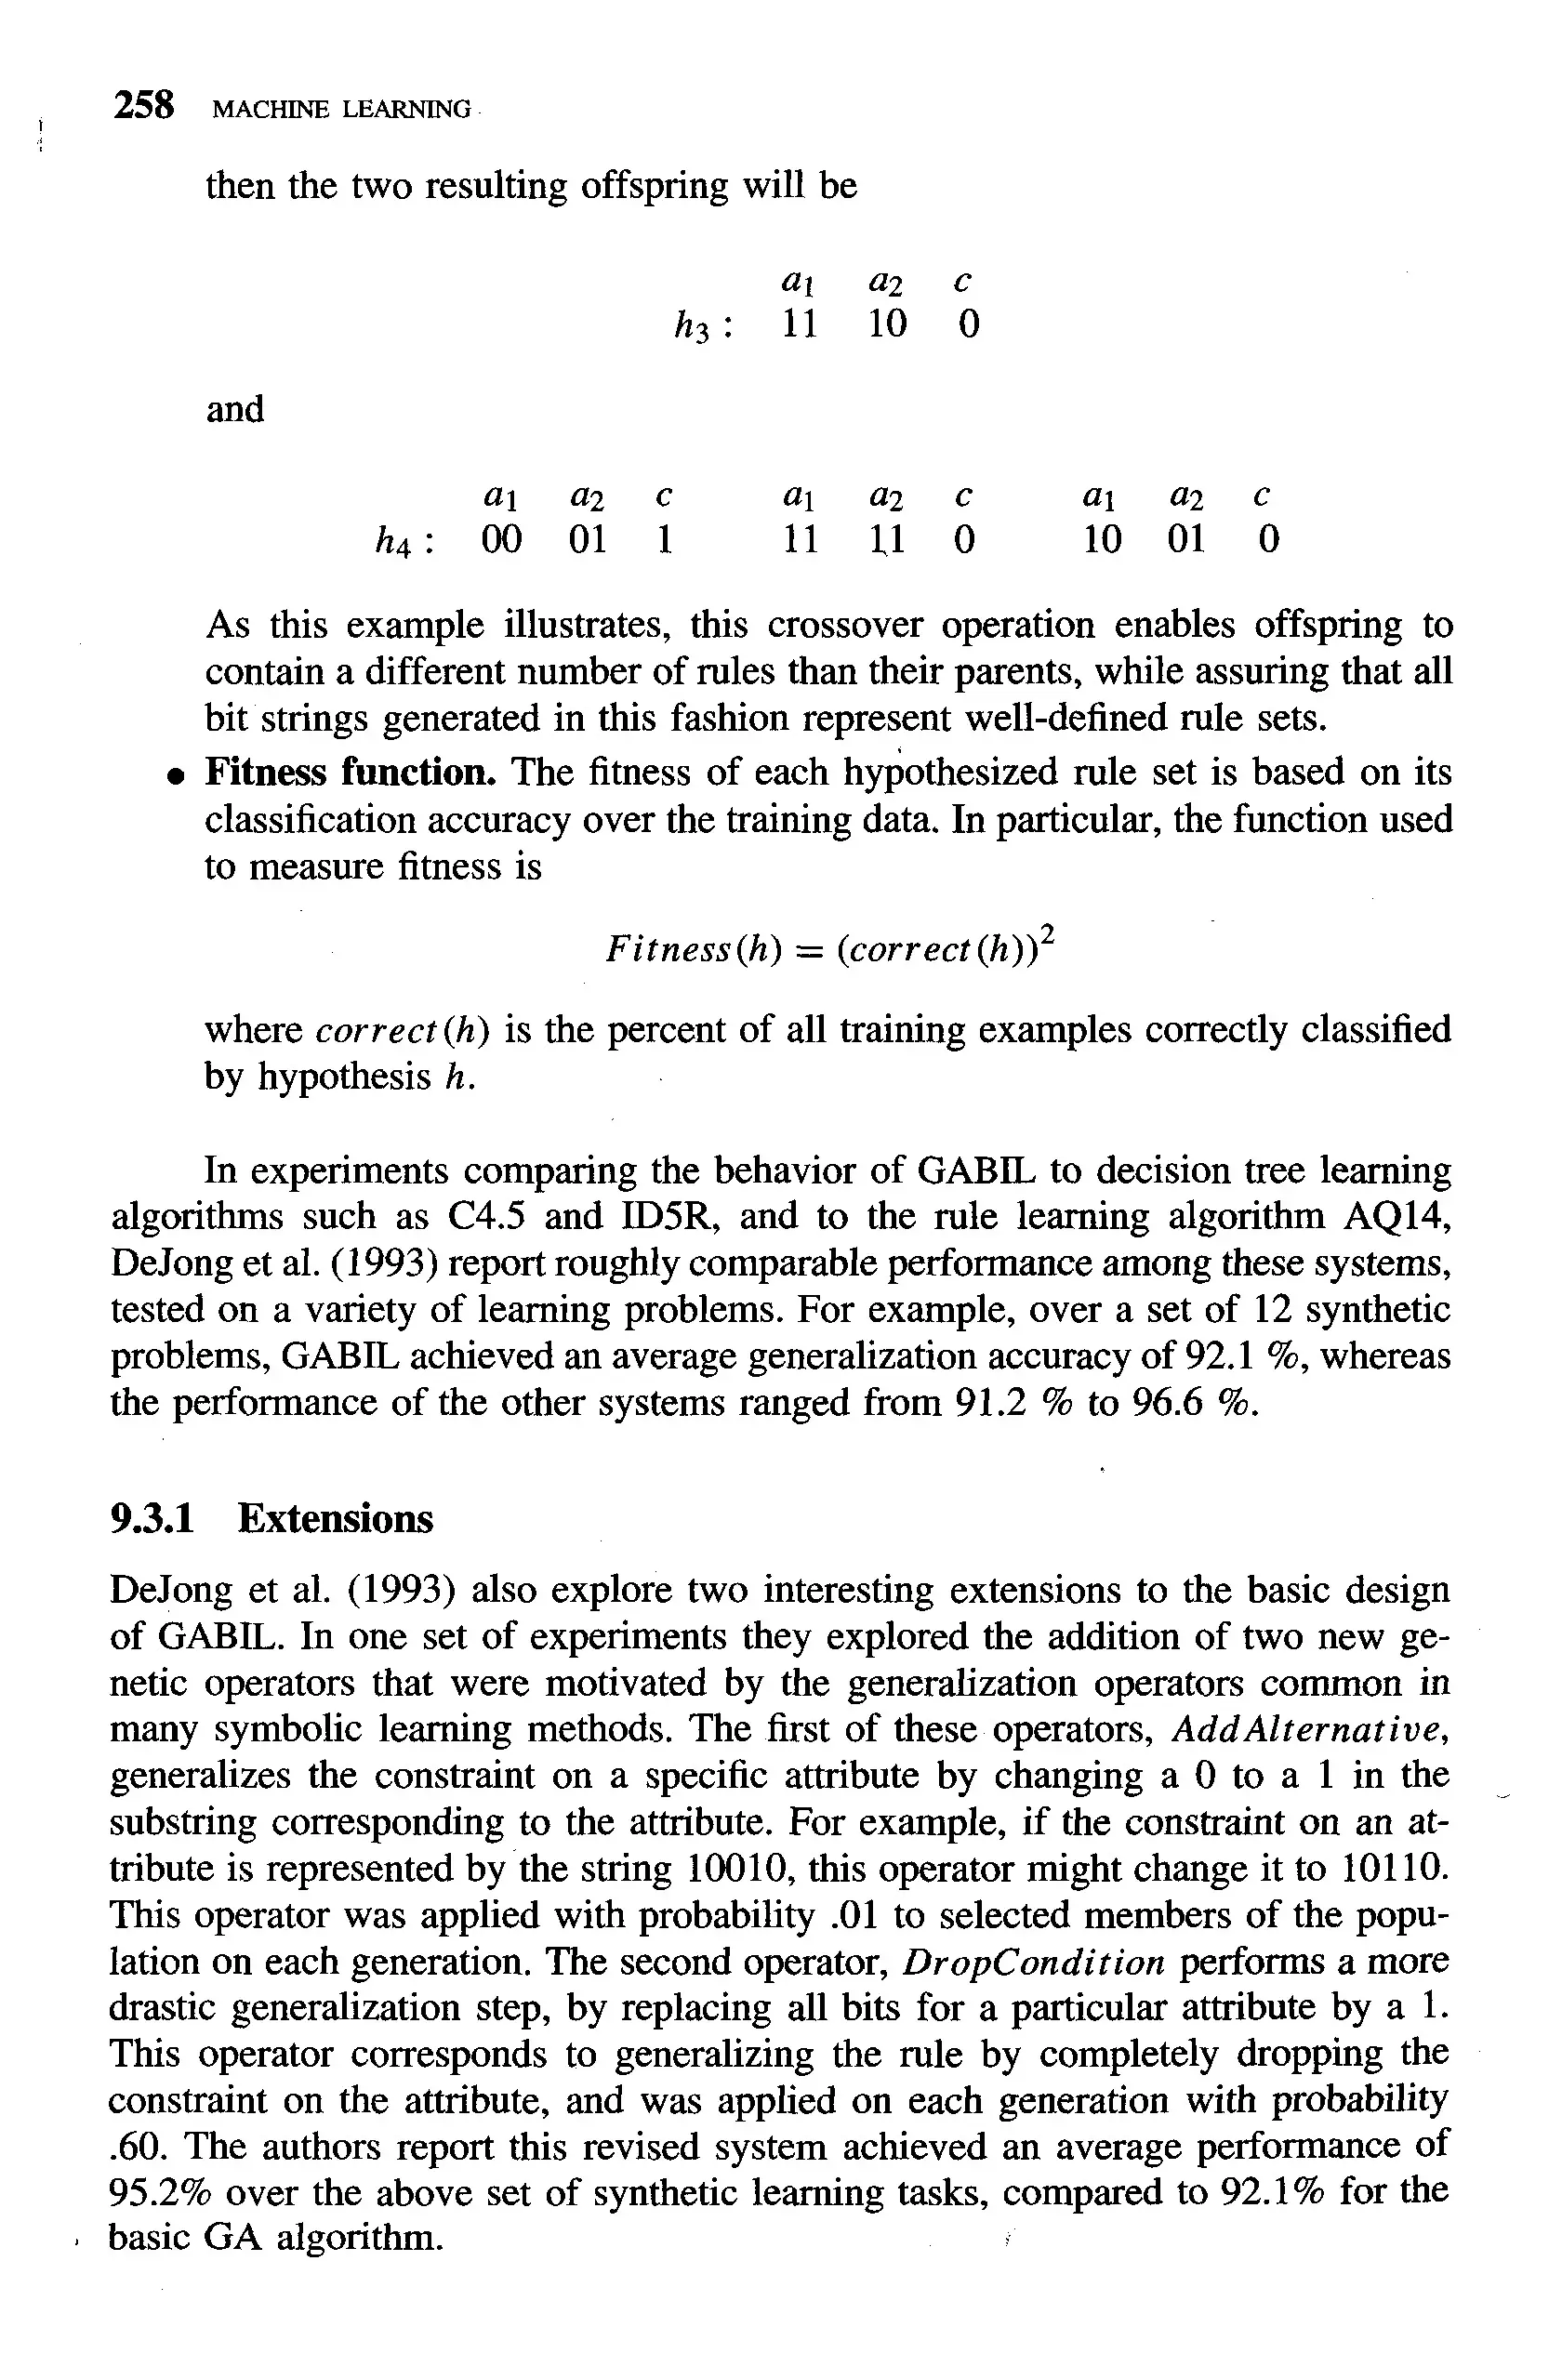 258 MACHINE LEARNING
then the two resulting offspring will be
a1 a2 c
h3 : 11 10 0
and
a1 a2 c a1 a2 c a1 a2 c
h4 : 00 01 1 11 11 0 10 01 0
As this example illustrates, this crossover operation enables offspring to
contain a different number of rules than their parents, while assuring that all
bit strings generated in this fashion represent well-defined rule sets.
• Fitness function. The fitness of each hypothesized rule set is based on its
classification accuracy over the training data. In particular, the function used
to measure fitness is
Fitness(h) = (correct(h))²
where correct(h) is the percent of all training examples correctly classified
by hypothesis h.
In experiments comparing the behavior of GABIL to decision tree learning
algorithms such as C4.5 and ID5R, and to the rule learning algorithm AQ14,
DeJong et al. (1993) report roughly comparable performance among these systems,
tested on a variety of learning problems. For example, over a set of 12 synthetic
problems, GABIL achieved an average generalization accuracy of 92.1 %, whereas
the performance of the other systems ranged from 91.2 % to 96.6 %.
9.3.1 Extensions
DeJong et al. (1993) also explore two interesting extensions to the basic design
of GABIL. In one set of experiments they explored the addition of two new ge-
netic operators that were motivated by the generalization operators common in
many symbolic learning methods. The first of these operators, AddAlternative,
generalizes the constraint on a specific attribute by changing a 0 to a 1 in the
substring corresponding to the attribute. For example, if the constraint on an at-
tribute is represented by the string 10010, this operator might change it to 10110.
This operator was applied with probability .01 to selected members of the popu-
lation on each generation. The second operator, DropCondition performs a more
drastic generalization step, by replacing all bits for a particular attribute by a 1.
This operator corresponds to generalizing the rule by completely dropping the
constraint on the attribute, and was applied on each generation with probability
.60. The authors report this revised system achieved an average performance of
95.2% over the above set of synthetic learning tasks, compared to 92.1% for the
basic GA algorithm.